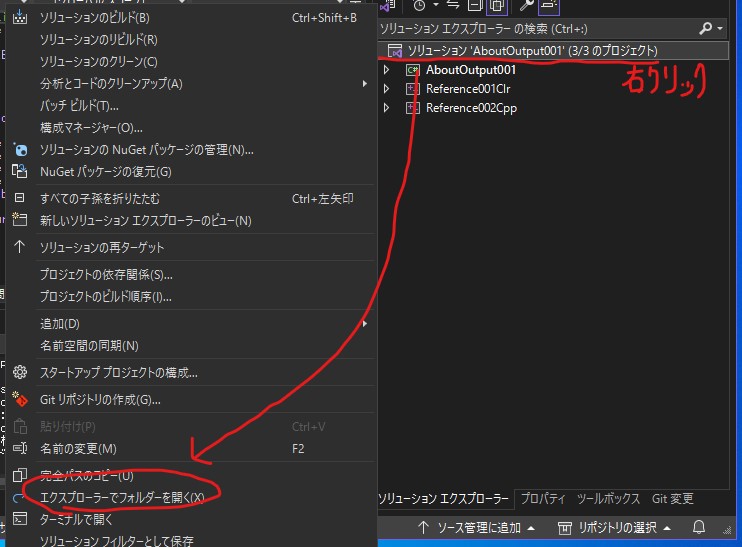 ソリューションのビルド(B) Ctrl+Shift+B
ソリューションのリビルド(R)
ソリューションのクリーン(C)
分析とコードのクリーンアップ(A)
バッチ ビルド(T)...
構成マネージャー(O)...
ソリューションの NuGet パッケージの管理(N)...
NuGet パッケージの復元(G)
すべての子孫を折りたたむ Ctrl+左矢印
新しいソリューション エクスプローラーのビュー(N)
ソリューションの再ターゲット
プロジェクトの依存関係(S)...
プロジェクトのビルド順序(I)...
追加(D)
名前空間の同期(N)
スタートアップ プロジェクトの構成...
Git リポジトリの作成(G)...
貼り付け(P) Ctrl+V
名前の変更(M) F2
完全パスのコピー(U)
エクスプローラーでフォルダーを開く(X)
ターミナルで開く
ソリューション フィルターとして保存
ソリューション エクスプローラー の検索 (Ctrl+:)
ソリューション 'AboutOutput001' (3/3 のプロジェクト)
AboutOutput001
右クリック
Reference001Clr
Reference002Cpp
ソリューション エクスプローラー プロパティ ツールボックス Git 変更
ソース管理に追加 リポジトリの選択